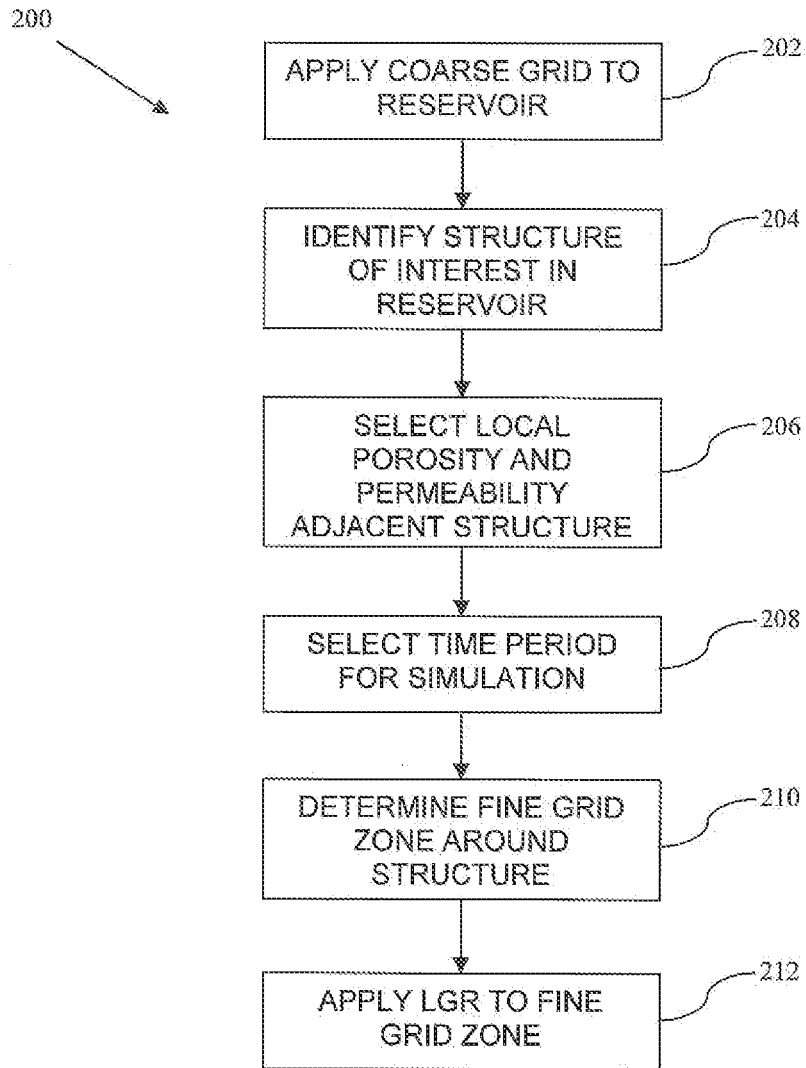 200
APPLY COARSE GRID TO
RESERVOIR
202
IDENTIFY STRUCTURE
OF INTEREST IN
RESERVOIR
204
SELECT LOCAL
POROSITY AND
PERMEABILITY
ADJACENT STRUCTURE
206
SELECT TIME PERIOD
FOR SIMULATION
208
DETERMINE FINE GRID
ZONE AROUND
STRUCTURE
210
APPLY LGR TO FINE
GRID ZONE
212